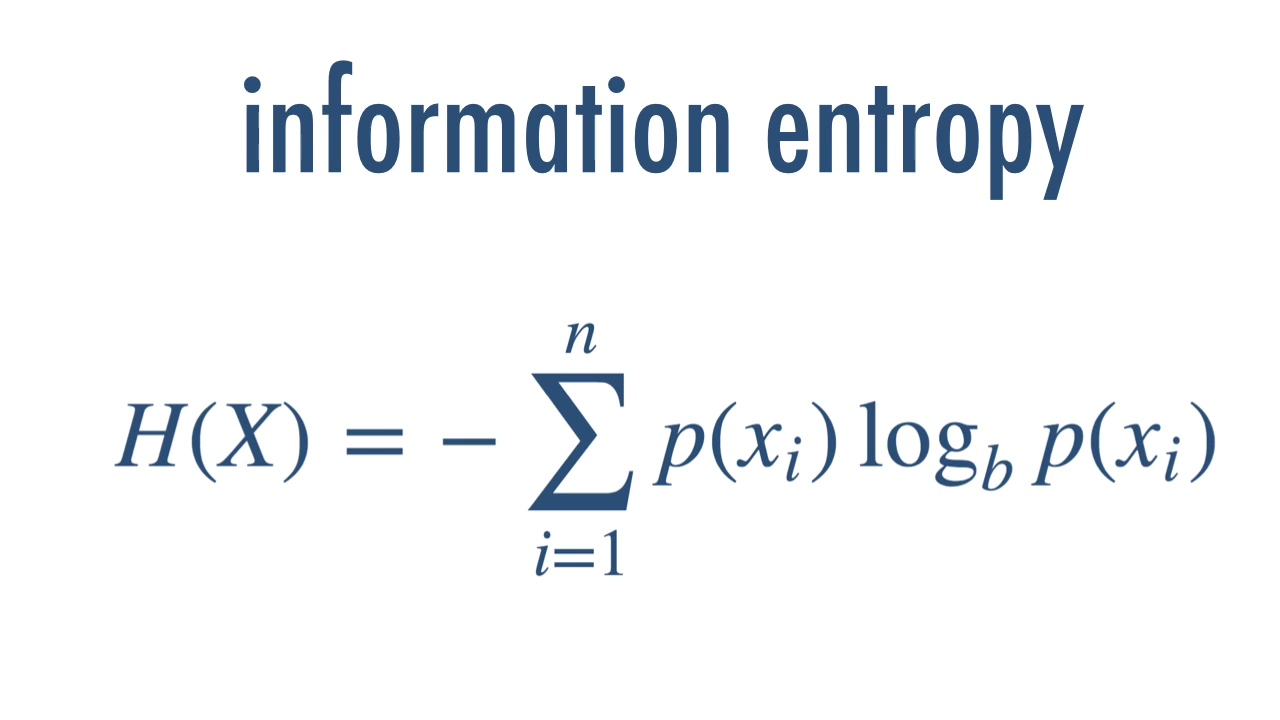 information entropy
H(X) = − ∑_{i=1}^{n} p(x_i) log_b p(x_i)